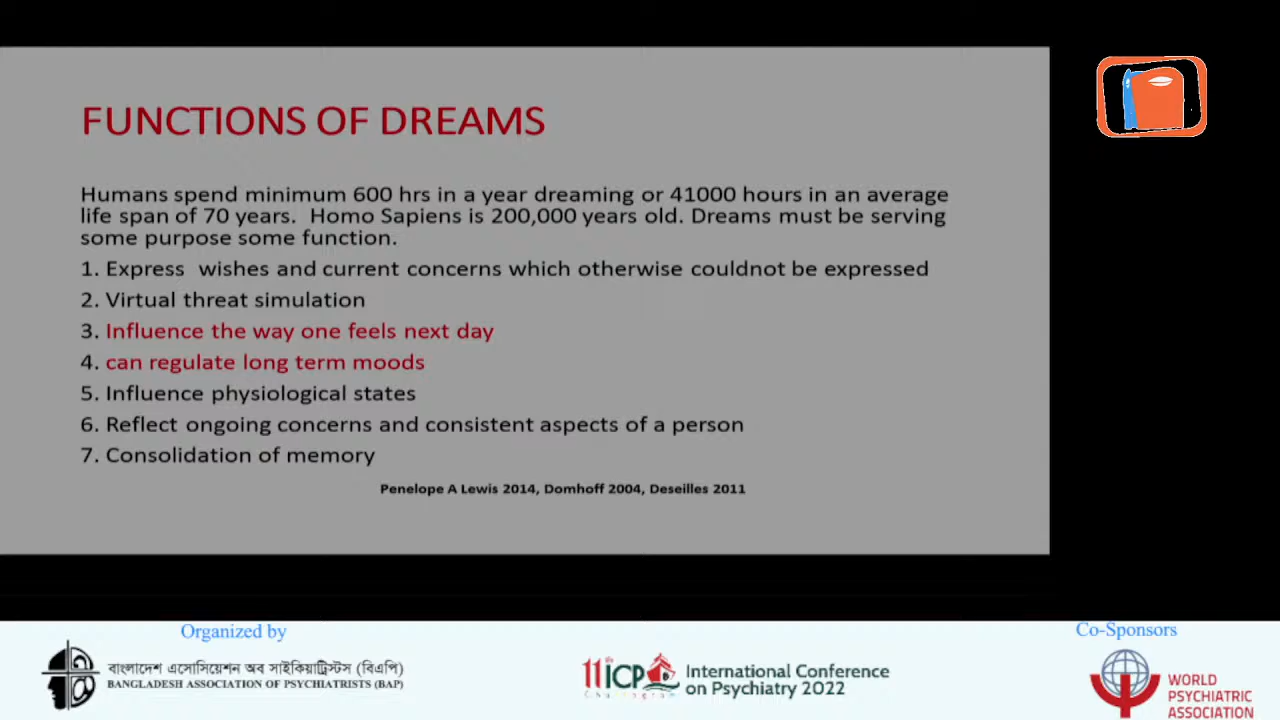 FUNCTIONS OF DREAMS
Humans spend minimum 600 hrs in a year dreaming or 41000 hours in an average
life span of 70 years. Homo Sapiens is 200,000 years old. Dreams must be serving
some purpose some function.
1. Express wishes and current concerns which otherwise couldnot be expressed
2. Virtual threat simulation
3. Influence the way one feels next day
4. can regulate long term moods
5. Influence physiological states
6. Reflect ongoing concerns and consistent aspects of a person
7. Consolidation of memory
Penelope A Lewis 2014, Domhoff 2004, Deseilles 2011
Organized by
Co-Sponsors
বাংলাদেশ এসোসিয়েশন অব সাইকিয়াট্রিস্টস (বিএপি)
BANGLADESH ASSOCIATION OF PSYCHIATRISTS (BAP)
International Conference
on Psychiatry 2022
WORLD
PSYCHIATRIC
ASSOCIATION